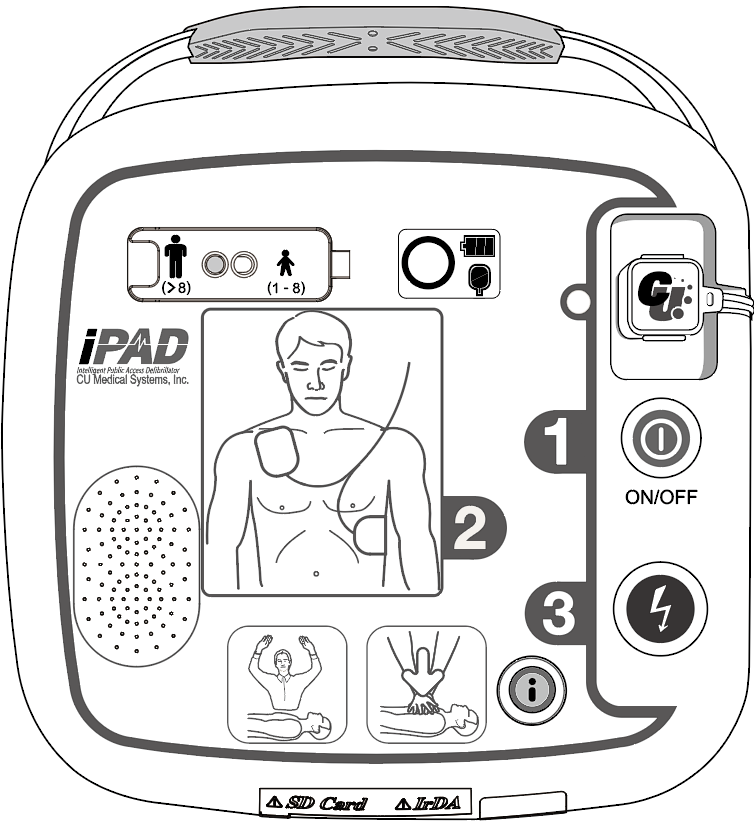 (>8)
(1-8)
CU
iPAD
Intelligent Public Access Defibrillator
CU Medical Systems, Inc.
1
ON/OFF
2
3
i
SD Card
IrDA